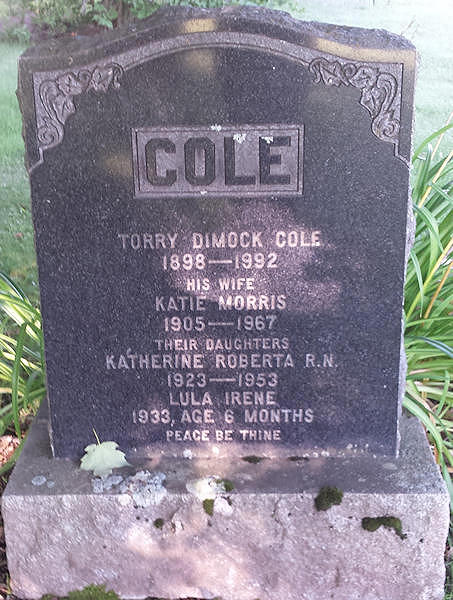 COLE
TORRY DIMOCK COLE
1898—1992
HIS WIFE
KATIE MORRIS
1905—1967
THEIR DAUGHTERS
KATHERINE ROBERTA R.N.
1923—1953
LULA IRENE
1933, AGE 6 MONTHS
PEACE BE THINE